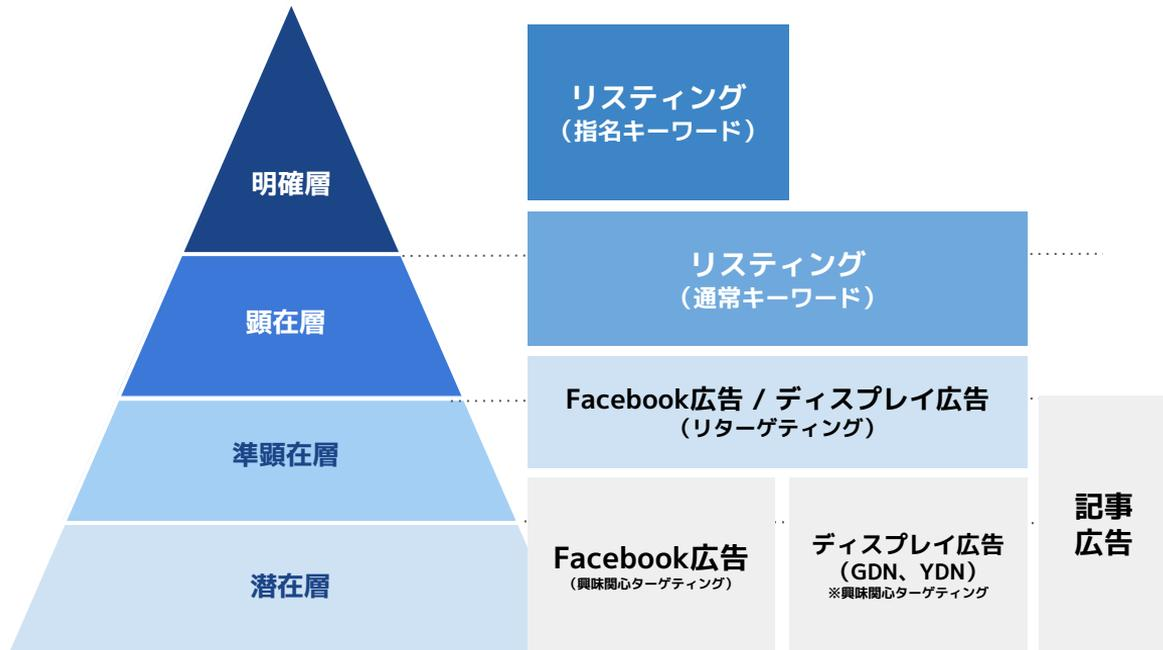 明確層
顕在層
準顕在層
潜在層
リスティング
（指名キーワード）
リスティング
（通常キーワード）
Facebook広告 / ディスプレイ広告
（リターゲティング）
Facebook広告
（興味関心ターゲティング）
ディスプレイ広告
（GDN、YDN）
※興味関心ターゲティング
記事
広告